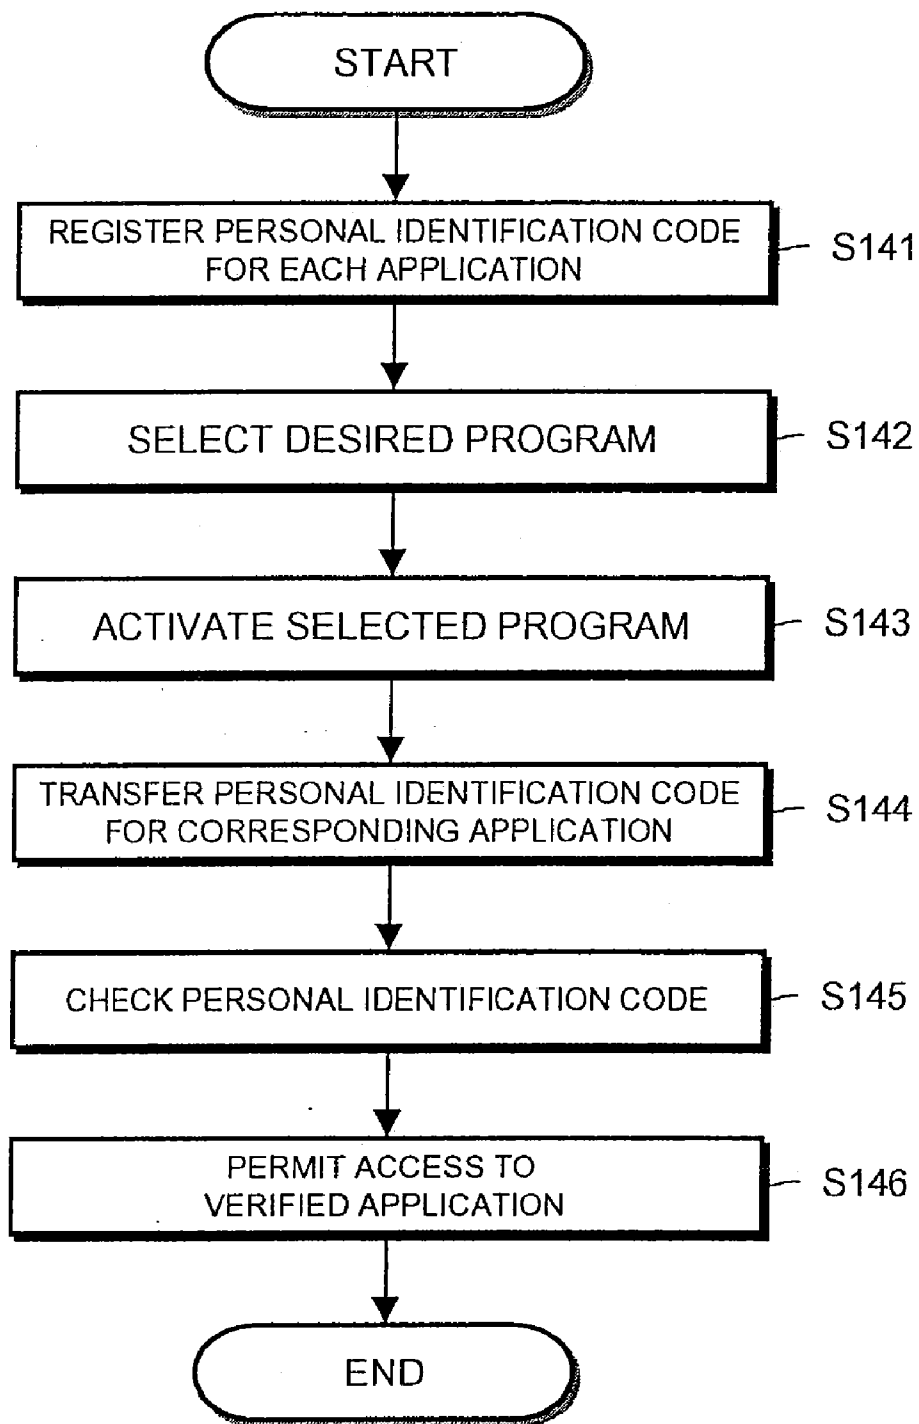 START
REGISTER PERSONAL IDENTIFICATION CODE
FOR EACH APPLICATION
S141
SELECT DESIRED PROGRAM
S142
ACTIVATE SELECTED PROGRAM
S143
TRANSFER PERSONAL IDENTIFICATION CODE
FOR CORRESPONDING APPLICATION
S144
CHECK PERSONAL IDENTIFICATION CODE
S145
PERMIT ACCESS TO
VERIFIED APPLICATION
S146
END